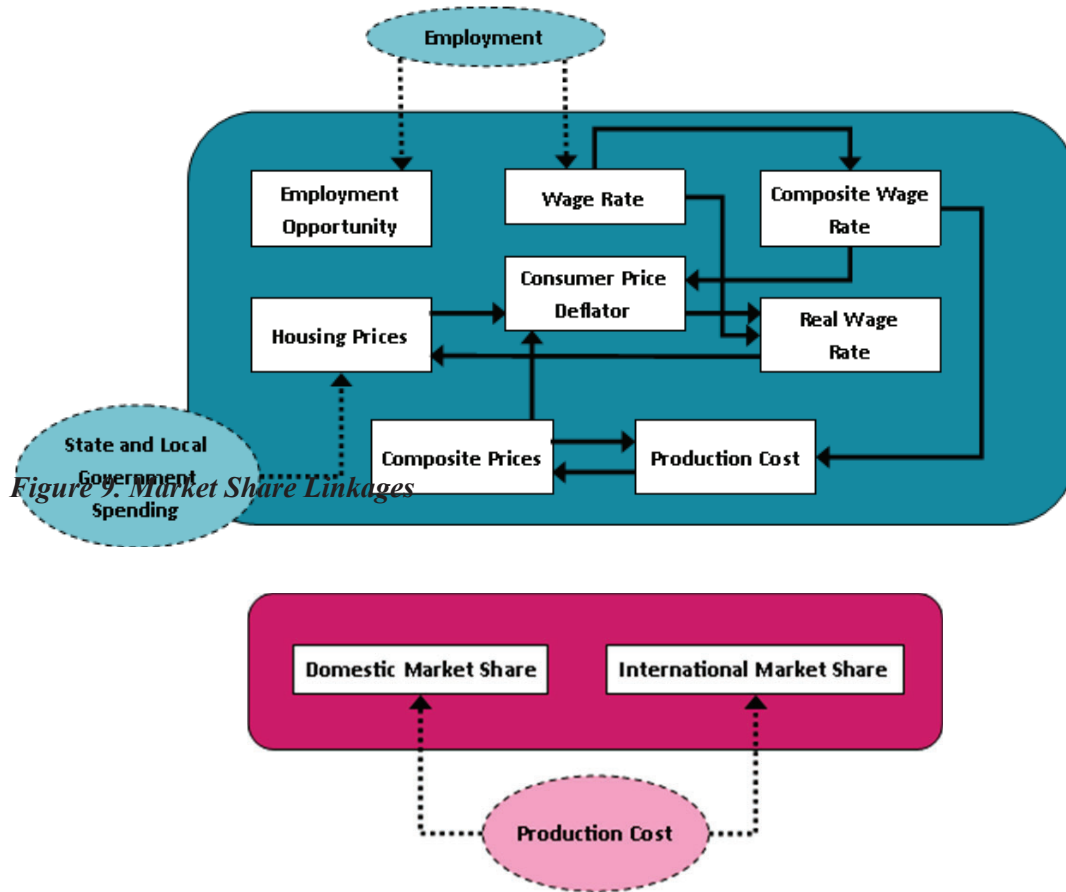 Employment
Employment
Opportunity
Wage Rate
Composite Wage
Rate
Consumer Price
Deflator
Housing Prices
Real Wage
Rate
State and Local
Government
Spending
Composite Prices
Production Cost
Figure 9. Market Share Linkages
Domestic Market Share
International Market Share
Production Cost